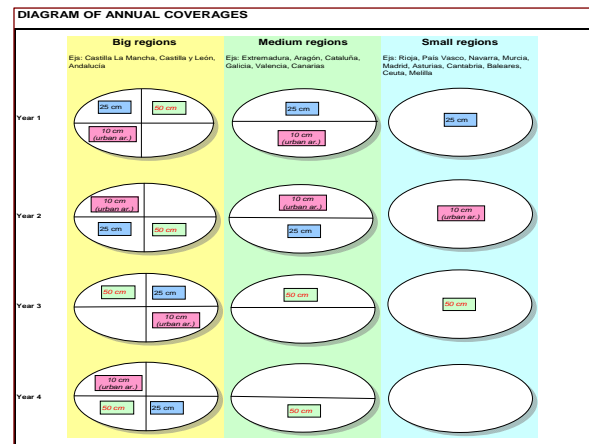 DIAGRAM OF ANNUAL COVERAGES
Big regions
Ejs: Castilla La Mancha, Castilla y León,
Andalucía
Medium regions
Ejs: Extremadura, Aragón, Cataluña,
Galicia, Valencia, Canarias
Small regions
Ejs: Rioja, País Vasco, Navarra, Murcia,
Madrid, Asturias, Cantabria, Baleares,
Ceuta, Melilla
Year 1
25 cm
50 cm
10 cm
(urban ar.)
25 cm
10 cm
(urban ar.)
25 cm
Year 2
10 cm
(urban ar.)
25 cm
50 cm
10 cm
(urban ar.)
25 cm
10 cm
(urban ar.)
Year 3
50 cm
25 cm
10 cm
(urban ar.)
50 cm
50 cm
Year 4
10 cm
(urban ar.)
50 cm
25 cm
50 cm